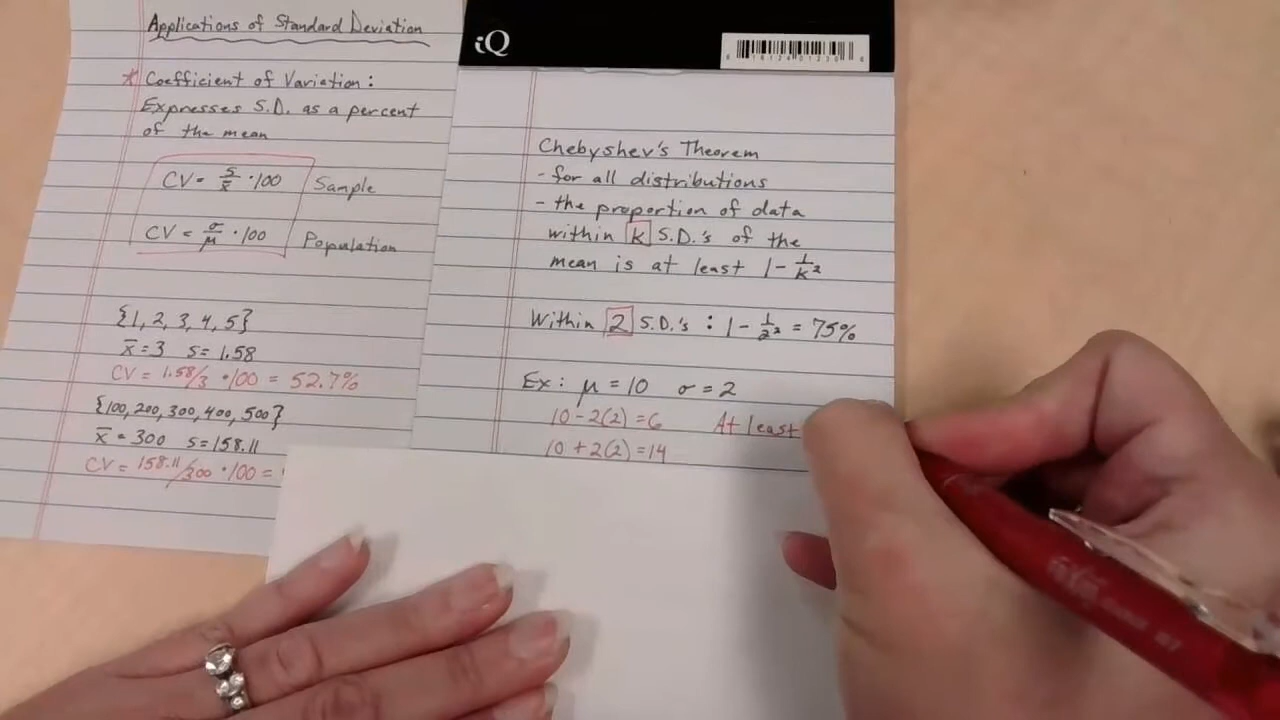 Applications of Standard Deviation
* Coefficient of Variation:
Expresses S.D. as a percent
of the mean
CV = s/x̄ · 100 Sample
CV = σ/μ · 100 Population
{1, 2, 3, 4, 5}
x̄ = 3 s = 1.58
CV = 1.58/3 · 100 = 52.7%
{100, 200, 300, 400, 500}
x̄ = 300 s = 158.11
CV = 158.11/300 · 100 =
iQ
Chebyshev's Theorem
- for all distributions
- the proportion of data
within k S.D.'s of the
mean is at least 1 - 1/k²
Within 2 S.D.'s : 1 - 1/2² = 75%
Ex: μ = 10 σ = 2
10 - 2(2) = 6 At least
10 + 2(2) = 14